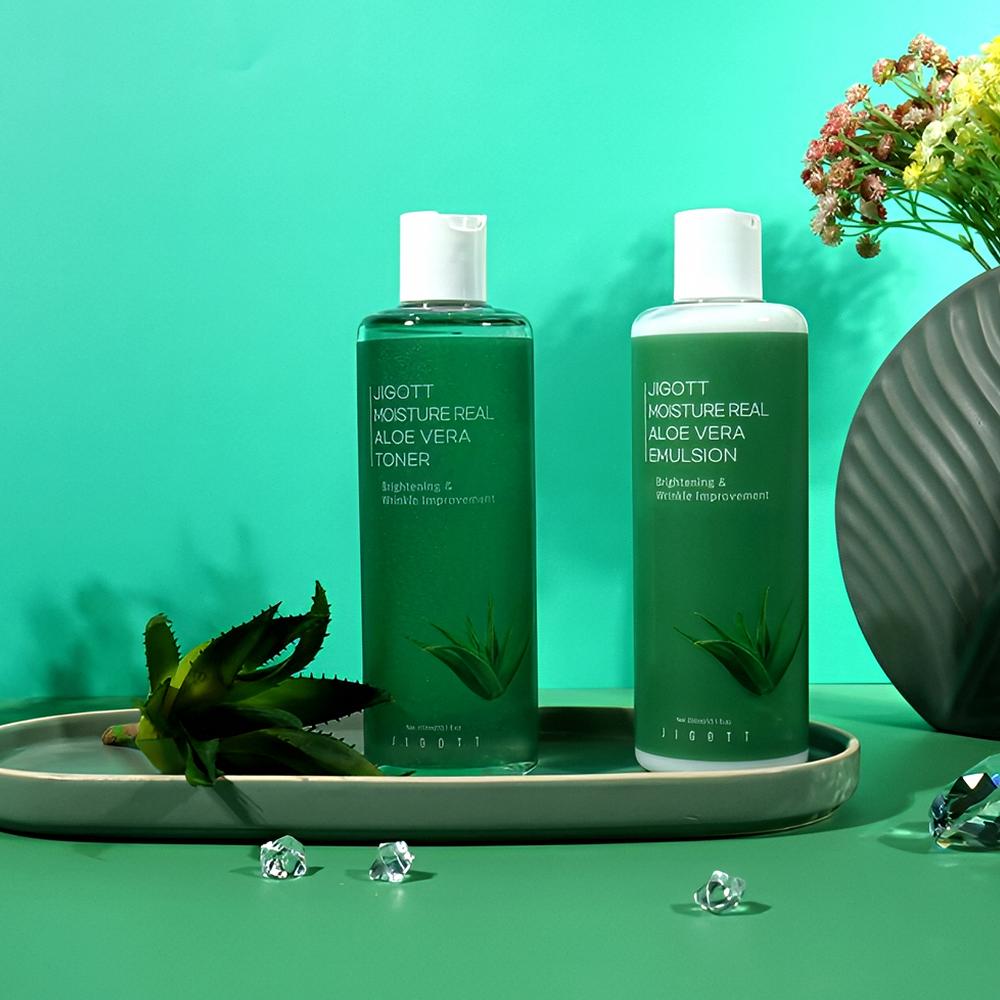 JIGOTT
MOISTURE REAL
ALOE VERA
TONER
Brightening &
Wrinkle Improvement
JIGOTT
JIGOTT
MOISTURE REAL
ALOE VERA
EMULSION
Brightening &
Wrinkle Improvement
JIGOTT